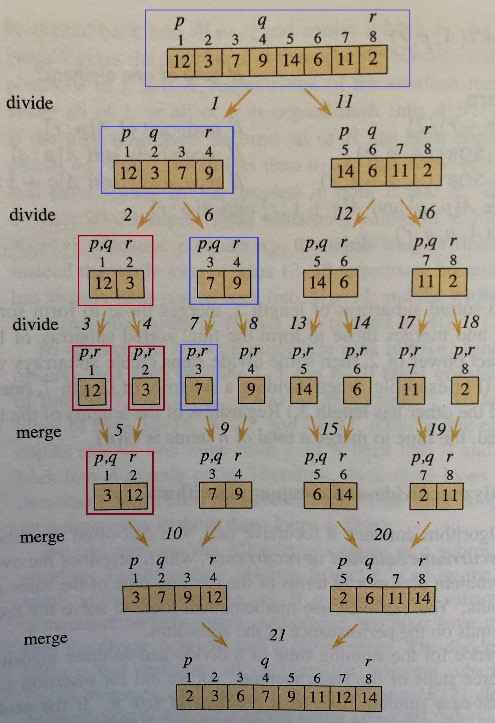 p q r
1 2 3 4 5 6 7 8
12 3 7 9 14 6 11 2
divide 1 11
p q r p q r
1 2 3 4 5 6 7 8
12 3 7 9 14 6 11 2
divide 2 6 12 16
p,q r p,q r p,q r p,q r
1 2 3 4 5 6 7 8
12 3 7 9 14 6 11 2
divide 3 4 7 8 13 14 17 18
p,r p,r p,r p,r p,r p,r p,r p,r
1 2 3 4 5 6 7 8
12 3 7 9 14 6 11 2
merge 5 9 15 19
p,q r p,q r p,q r p,q r
1 2 3 4 5 6 7 8
3 12 7 9 6 14 2 11
merge 10 20
p q r p q r
1 2 3 4 5 6 7 8
3 7 9 12 2 6 11 14
merge 21
p q r
1 2 3 4 5 6 7 8
2 3 6 7 9 11 12 14